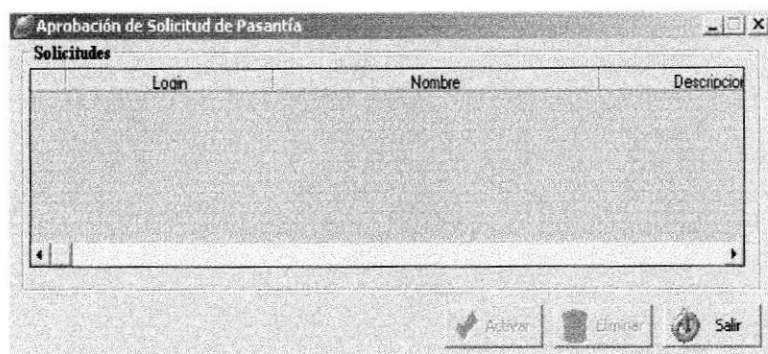 Aprobación de Solicitud de Pasantía
Solicitudes
Login Nombre Descripcion
Activar Eliminar Salir